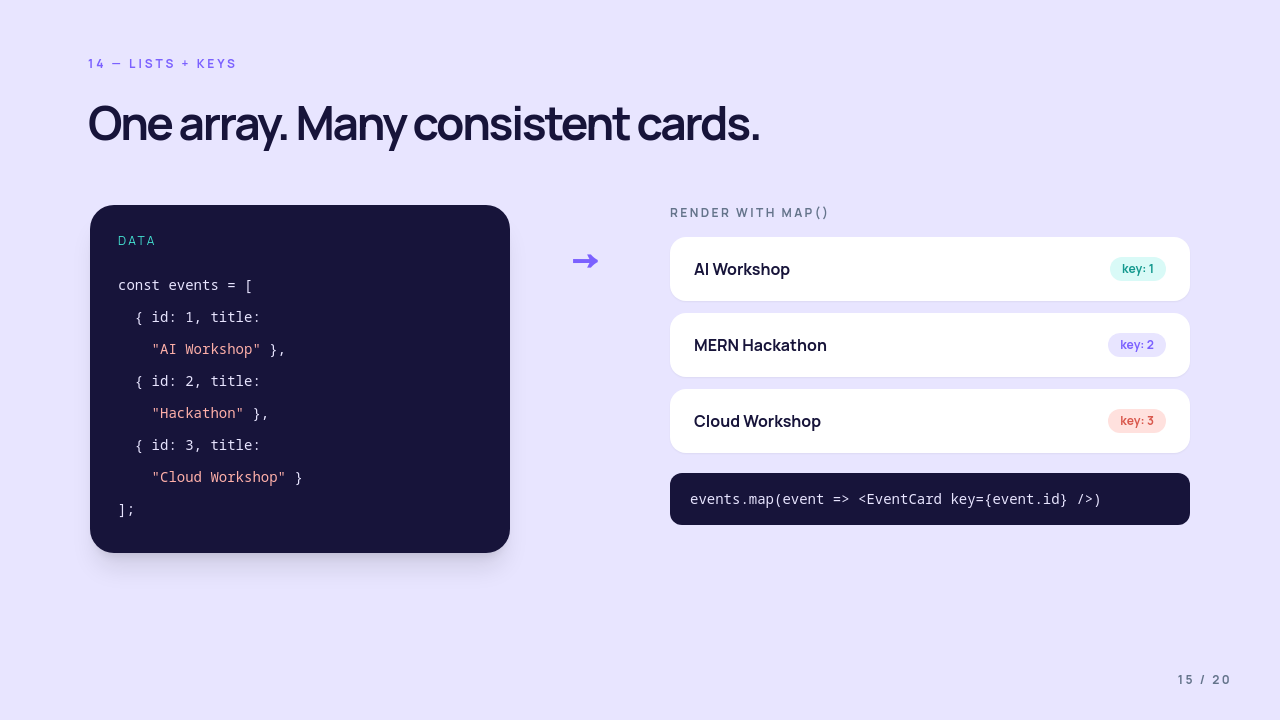 14 — LISTS + KEYS
One array. Many consistent cards.
DATA
const events = [
{ id: 1, title:
"AI Workshop" },
{ id: 2, title:
"Hackathon" },
{ id: 3, title:
"Cloud Workshop" }
];
→
RENDER WITH MAP()
AI Workshop key: 1
MERN Hackathon key: 2
Cloud Workshop key: 3
events.map(event => <EventCard key={event.id} />)
15 / 20